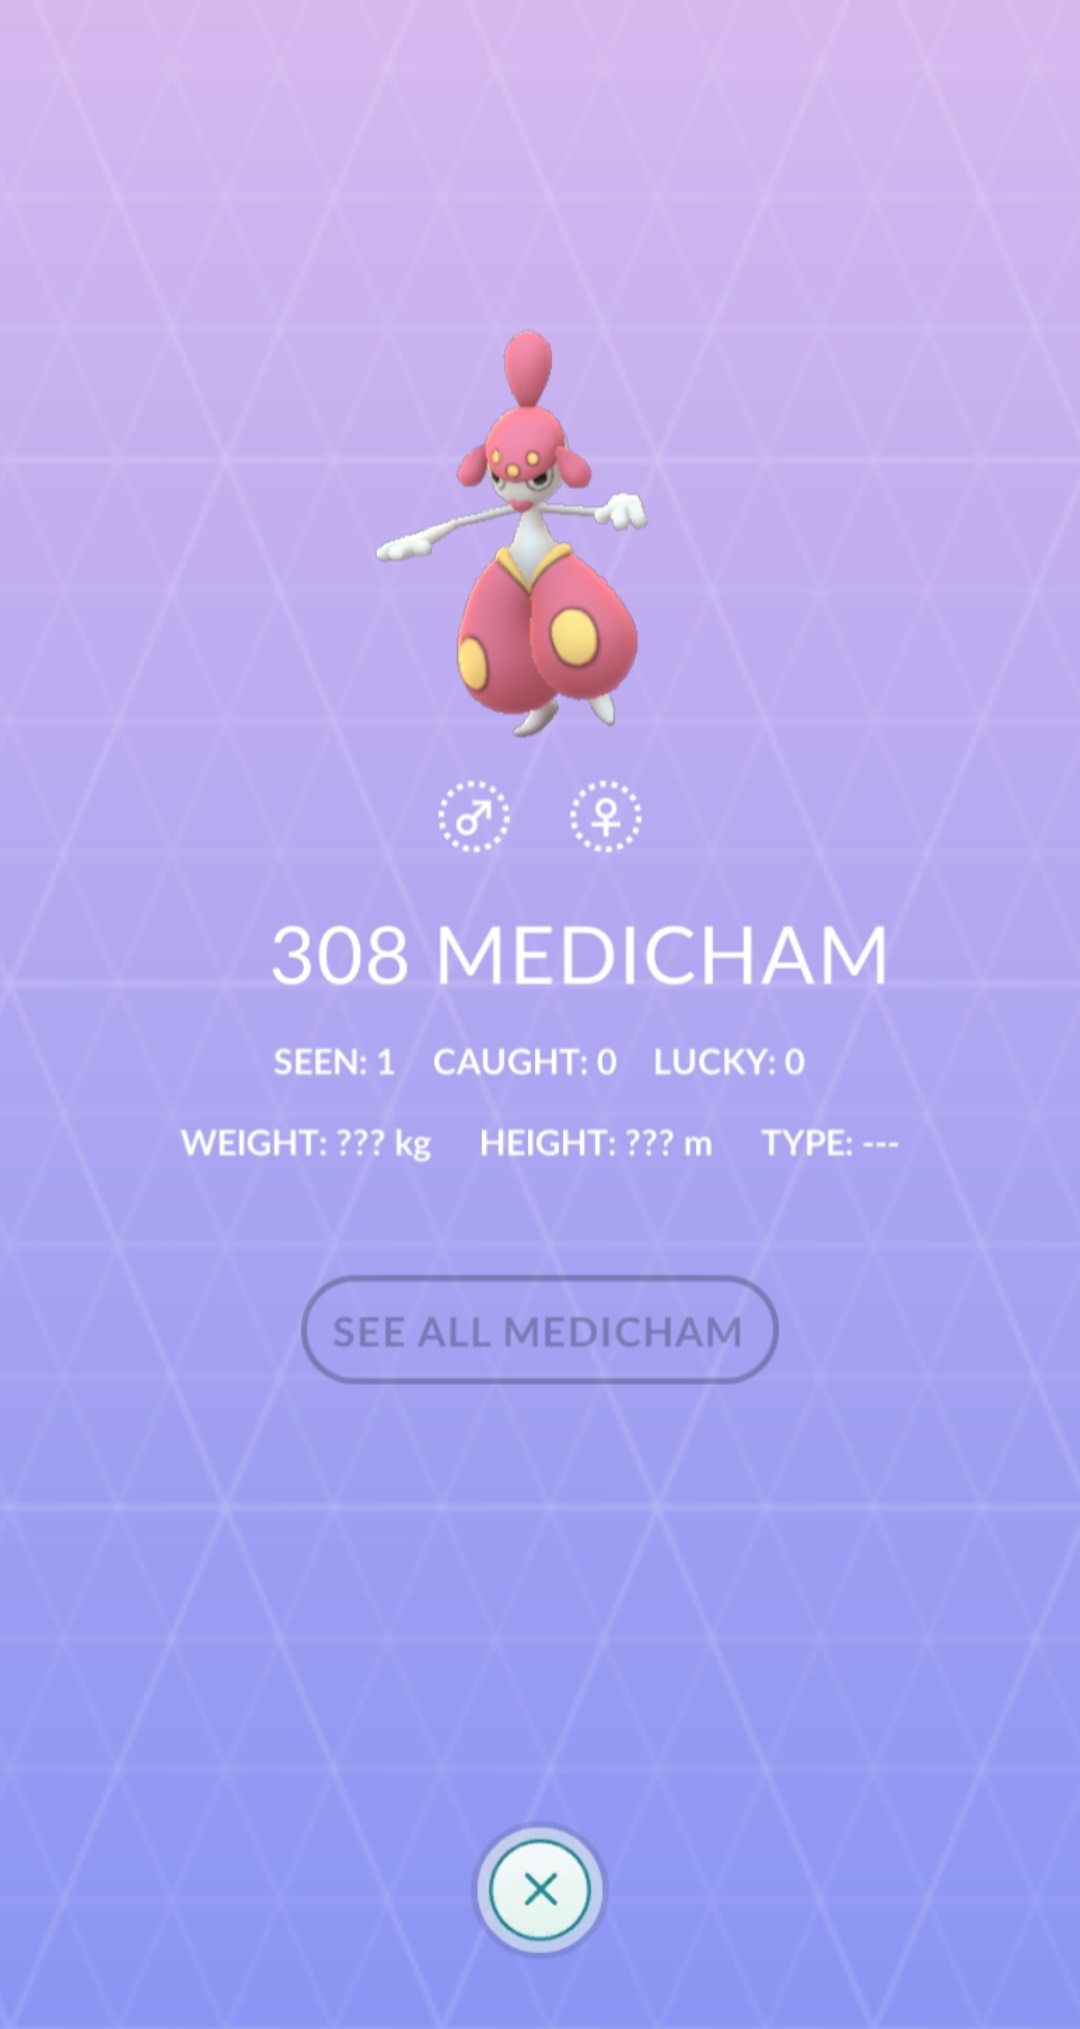 308 MEDICHAM
SEEN: 1 CAUGHT: 0 LUCKY: 0
WEIGHT: ??? kg HEIGHT: ??? m TYPE: ---
SEE ALL MEDICHAM